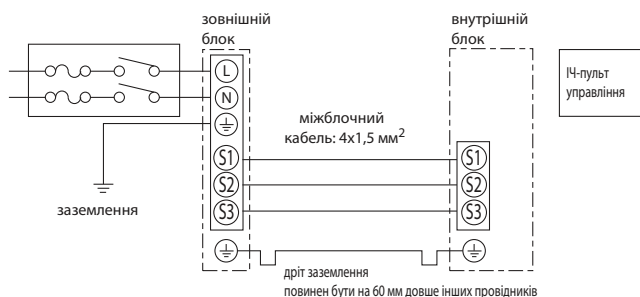 зовнішній
блок
внутрішній
блок
L
N
S1
S2
S3
заземлення
міжблочний
кабель: 4x1,5 мм²
S1
S2
S3
ІЧ-пульт
управління
дріт заземлення
повинен бути на 60 мм довше інших провідників